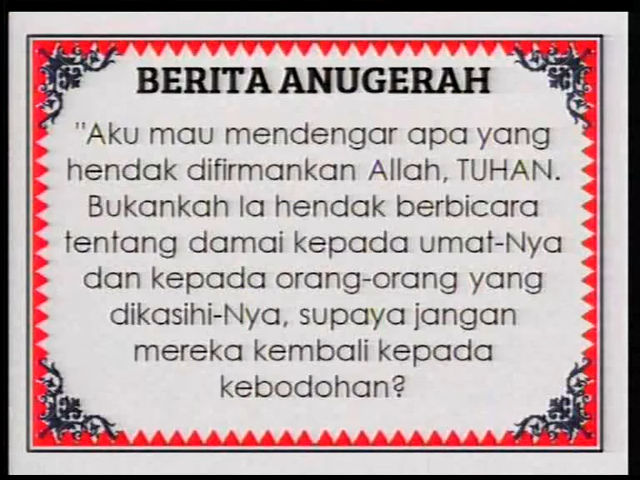 BERITA ANUGERAH
"Aku mau mendengar apa yang
hendak difirmankan Allah, TUHAN.
Bukankah Ia hendak berbicara
tentang damai kepada umat-Nya
dan kepada orang-orang yang
dikasihi-Nya, supaya jangan
mereka kembali kepada
kebodohan?